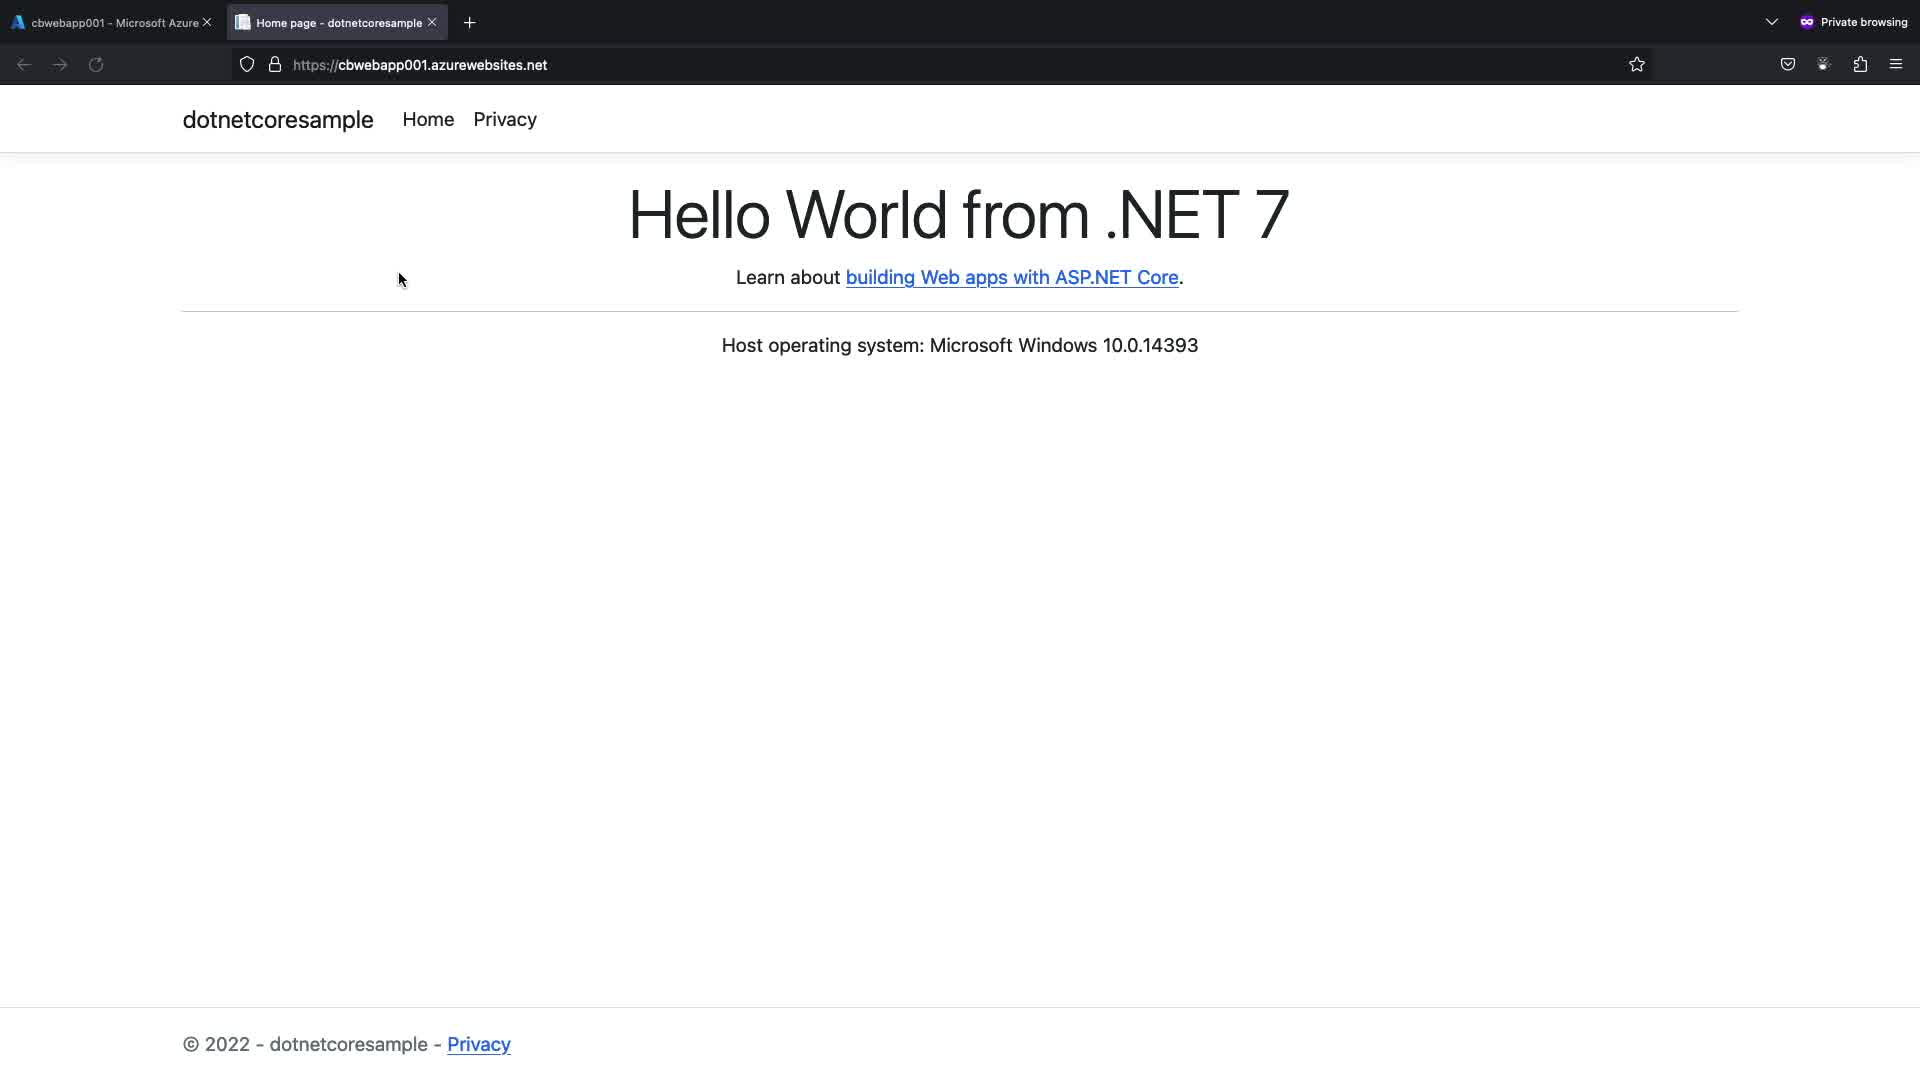 cbwebapp001 - Microsoft Azure
Home page - dotnetcoresample
Private browsing
https://cbwebapp001.azurewebsites.net
dotnetcoresample Home Privacy
Hello World from .NET 7
Learn about building Web apps with ASP.NET Core.
Host operating system: Microsoft Windows 10.0.14393
© 2022 - dotnetcoresample - Privacy